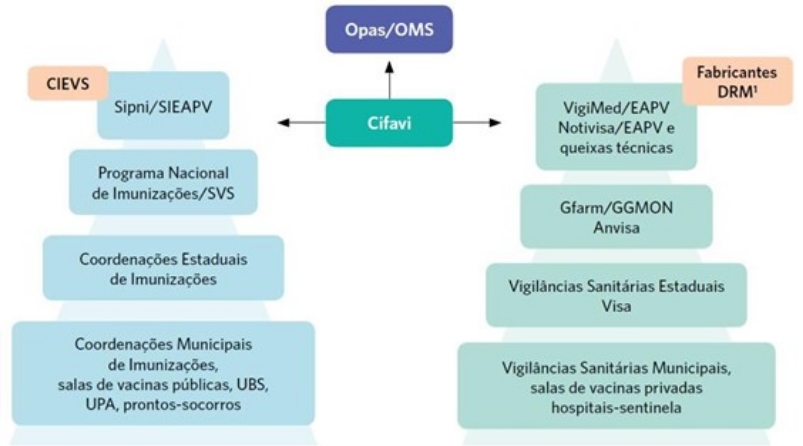 Opas/OMS
CIEVS
Sipni/SIEAPV
Cifavi
Fabricantes
DRM¹
VigiMed/EAPV
Notivisa/EAPV e
queixas técnicas
Programa Nacional
de Imunizações/SVS
Gfarm/GGMON
Anvisa
Coordenações Estaduais
de Imunizações
Vigilâncias Sanitárias Estaduais
Visa
Coordenações Municipais
de Imunizações,
salas de vacinas públicas, UBS,
UPA, prontos-socorros
Vigilâncias Sanitárias Municipais,
salas de vacinas privadas
hospitais-sentinela